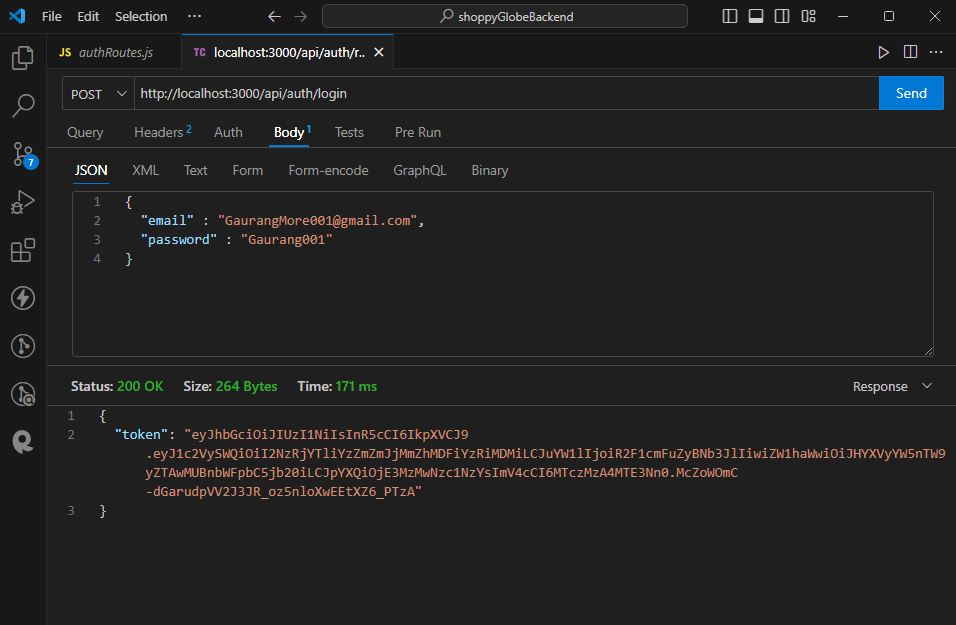 File Edit Selection ··· shoppyGlobeBackend
JS authRoutes.js TC localhost:3000/api/auth/r.. ···
POST http://localhost:3000/api/auth/login Send
Query Headers 2 Auth Body 1 Tests Pre Run
JSON XML Text Form Form-encode GraphQL Binary
1 {
2 "email" : "GaurangMore001@gmail.com",
3 "password" : "Gaurang001"
4 }
7
Status: 200 OK Size: 264 Bytes Time: 171 ms Response
1 {
2 "token": "eyJhbGciOiJIUzI1NiIsInR5cCI6IkpXVCJ9
.eyJ1c2VySWQiOiI2NzRjYTliYzZmZmJjMmZhMDFiYzRiMDMiLCJuYW1lIjoiR2F1cmFuZyBNb3JlIiwiZW1haWwiOiJHYXVyYW5nTW9
yZTAwMUBnbWFpbC5jb20iLCJpYXQiOjE3MzMwNzc1NzYsImV4cCI6MTczMzA4MTE3Nn0.McZoWOmC
-dGarudpVV2J3JR_oz5nloXwEEtXZ6_PTzA"
3 }